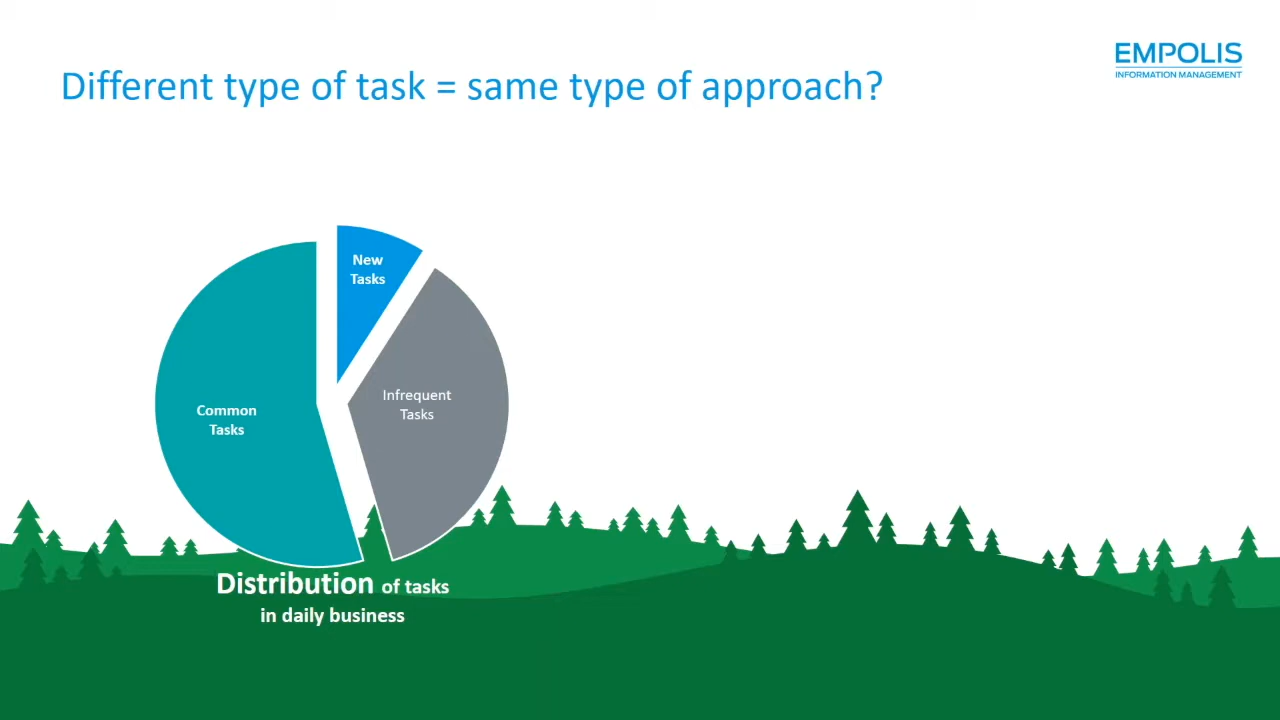 EMPOLIS
INFORMATION MANAGEMENT
Different type of task = same type of approach?
New
Tasks
Infrequent
Tasks
Common
Tasks
Distribution of tasks
in daily business